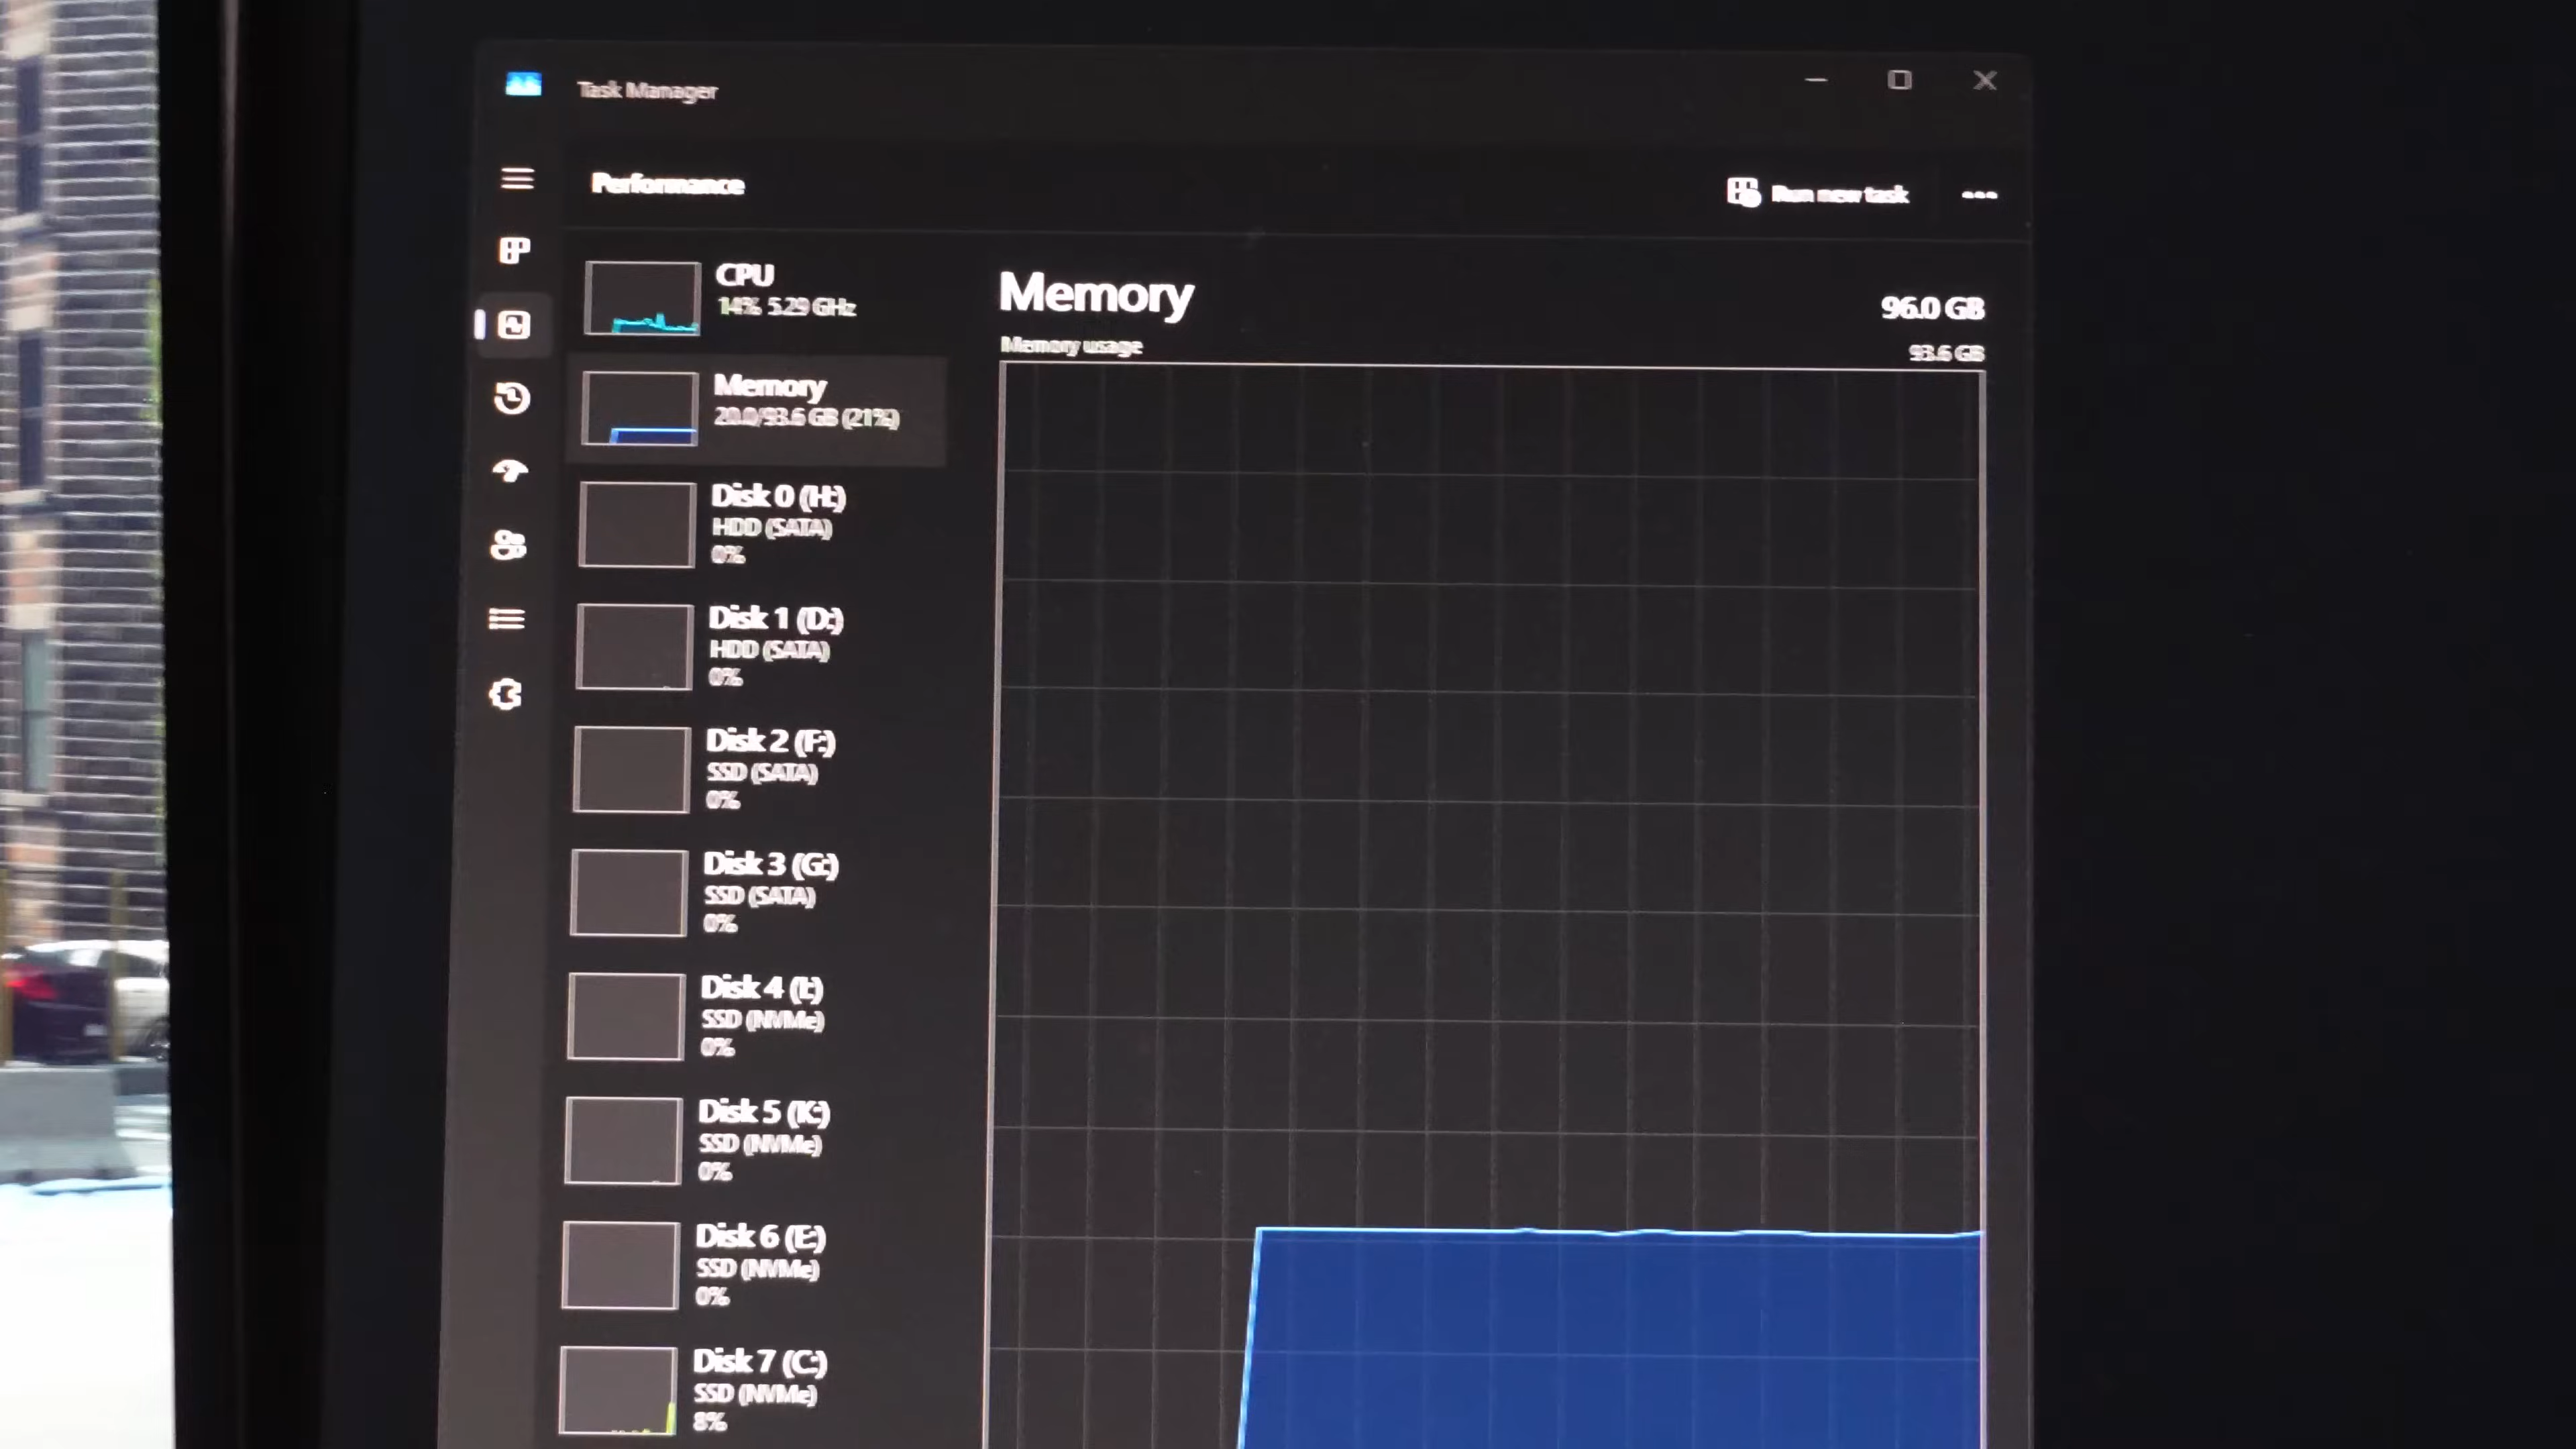 Task Manager
Performance
Run new task
CPU
14% 5.29 GHz
Memory
20.0/93.6 GB (21%)
Disk 0 (H:)
HDD (SATA)
0%
Disk 1 (D:)
HDD (SATA)
0%
Disk 2 (F:)
SSD (SATA)
0%
Disk 3 (G:)
SSD (SATA)
0%
Disk 4 (I:)
SSD (NVMe)
0%
Disk 5 (K:)
SSD (NVMe)
0%
Disk 6 (E:)
SSD (NVMe)
0%
Disk 7 (C:)
SSD (NVMe)
8%
Memory
96.0 GB
Memory usage
93.6 GB